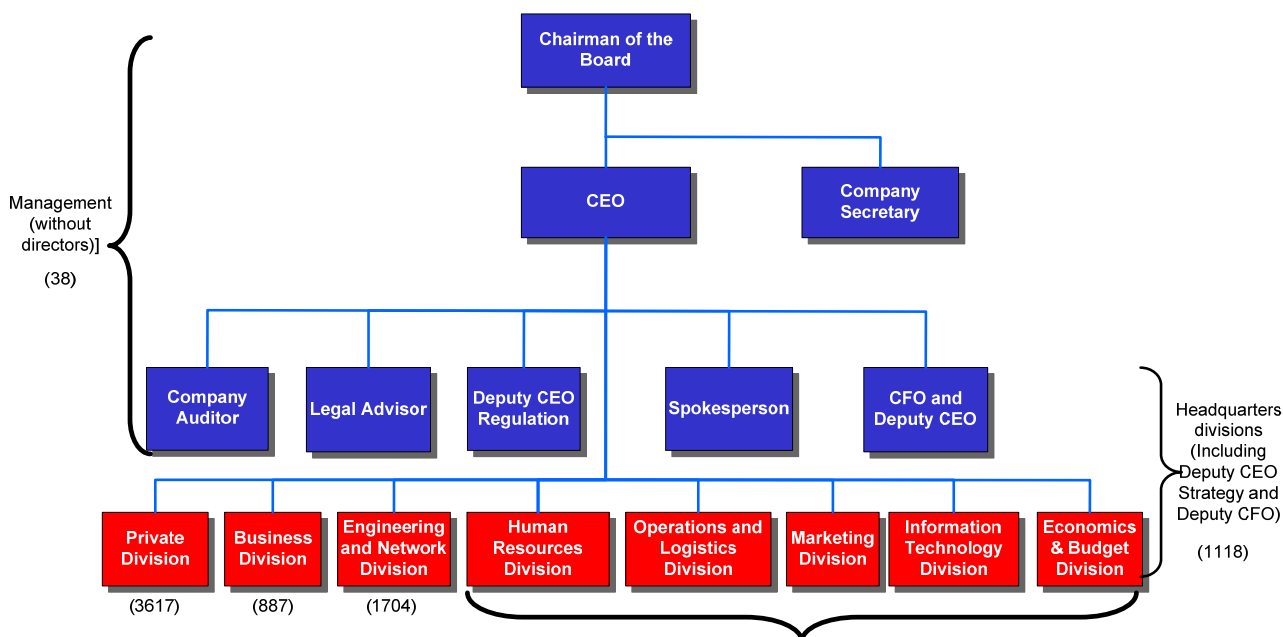 Chairman of the
Board
CEO
Company
Secretary
Management
(without
directors)]
(38)
Company
Auditor
Legal Advisor
Deputy CEO
Regulation
Spokesperson
CFO and
Deputy CEO
Headquarters
divisions
(Including
Deputy CEO
Strategy and
Deputy CFO)
(1118)
Private
Division
Business
Division
Engineering
and Network
Division
Human
Resources
Division
Operations and
Logistics
Division
Marketing
Division
Information
Technology
Division
Economics
& Budget
Division
(3617)
(887)
(1704)